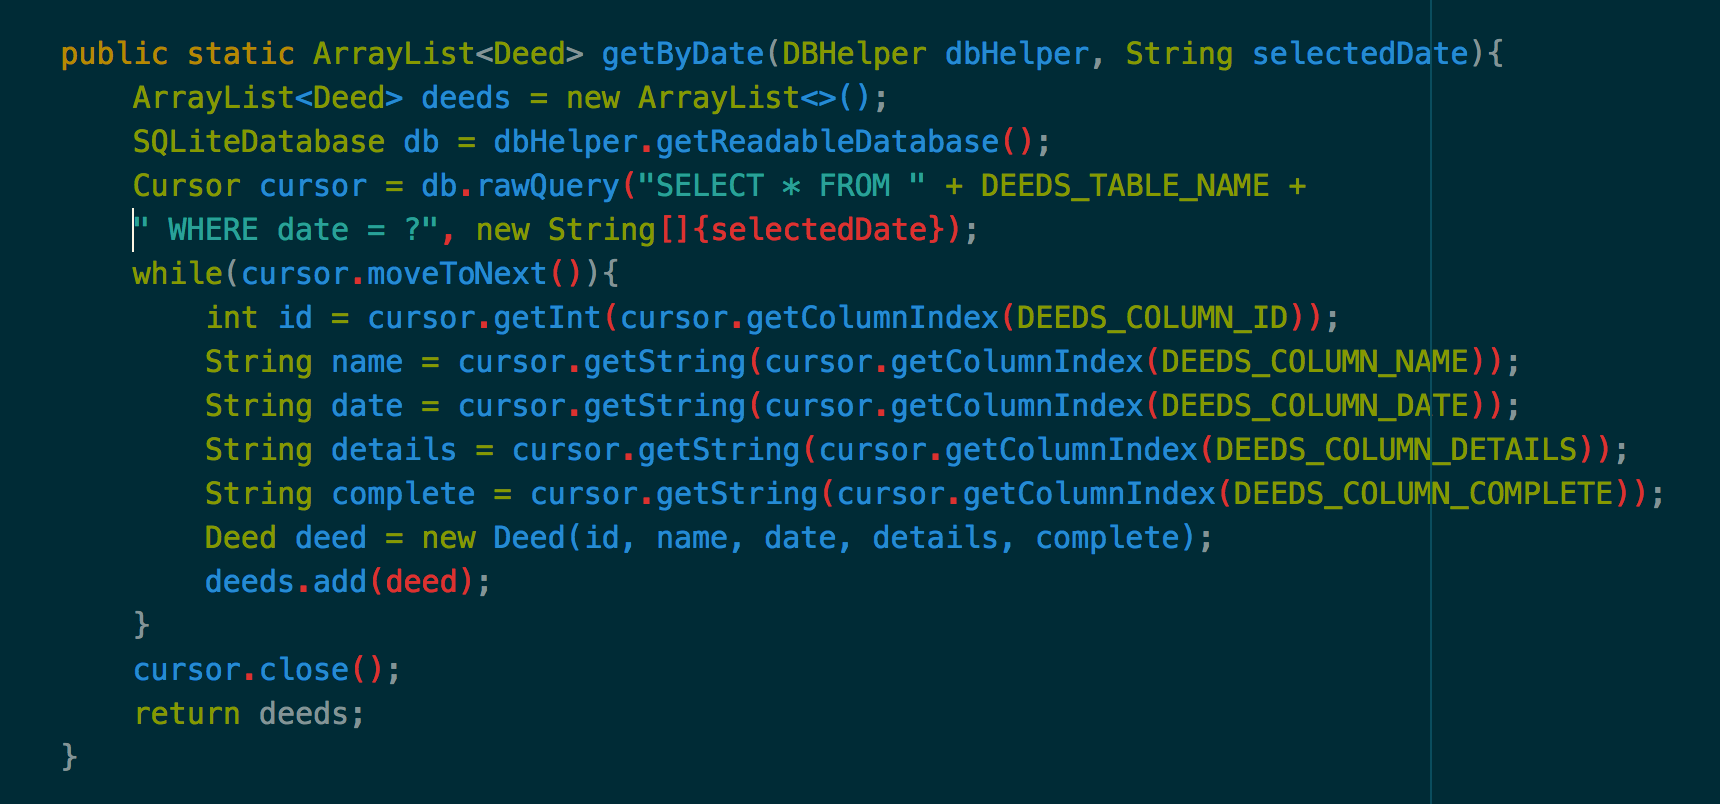 public static ArrayList<Deed> getByDate(DBHelper dbHelper, String selectedDate){
    ArrayList<Deed> deeds = new ArrayList<>();
    SQLiteDatabase db = dbHelper.getReadableDatabase();
    Cursor cursor = db.rawQuery("SELECT * FROM " + DEEDS_TABLE_NAME +
    " WHERE date = ?", new String[]{selectedDate});
    while(cursor.moveToNext()){
        int id = cursor.getInt(cursor.getColumnIndex(DEEDS_COLUMN_ID));
        String name = cursor.getString(cursor.getColumnIndex(DEEDS_COLUMN_NAME));
        String date = cursor.getString(cursor.getColumnIndex(DEEDS_COLUMN_DATE));
        String details = cursor.getString(cursor.getColumnIndex(DEEDS_COLUMN_DETAILS));
        String complete = cursor.getString(cursor.getColumnIndex(DEEDS_COLUMN_COMPLETE));
        Deed deed = new Deed(id, name, date, details, complete);
        deeds.add(deed);
    }
    cursor.close();
    return deeds;
}